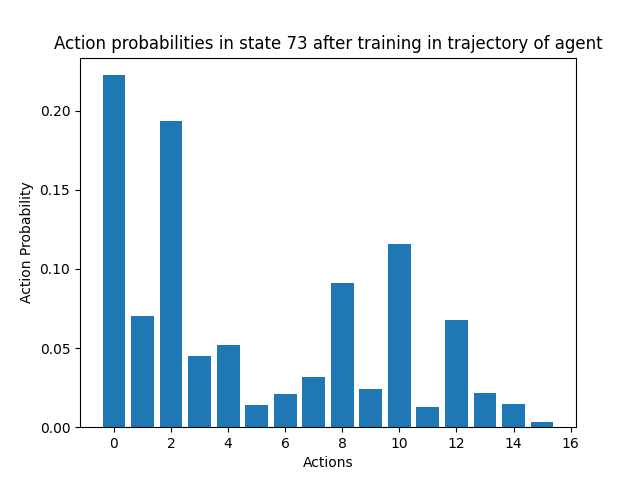 Action probabilities in state 73 after training in trajectory of agent
Action Probability
0.20
0.15
0.10
0.05
0.00
0 2 4 6 8 10 12 14 16
Actions